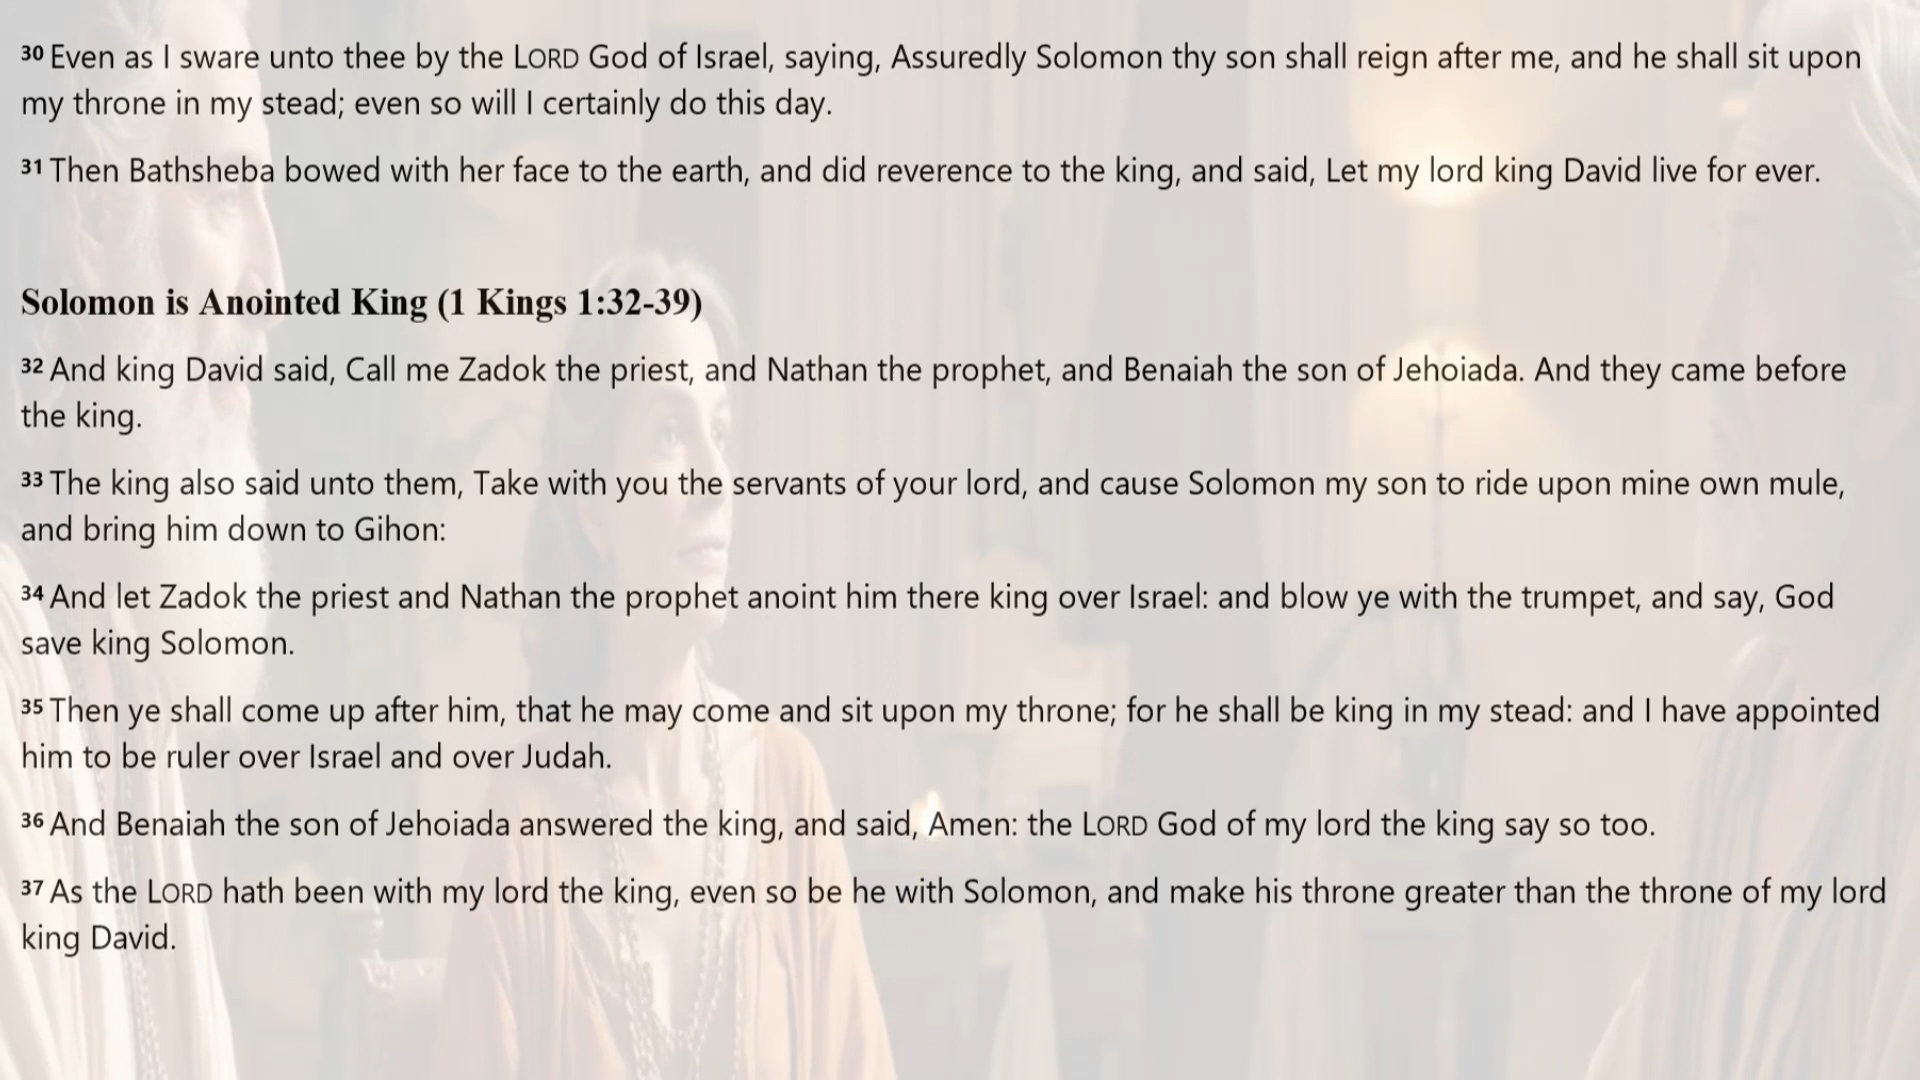 30 Even as I sware unto thee by the LORD God of Israel, saying, Assuredly Solomon thy son shall reign after me, and he shall sit upon
my throne in my stead; even so will I certainly do this day.
31 Then Bathsheba bowed with her face to the earth, and did reverence to the king, and said, Let my lord king David live for ever.
Solomon is Anointed King (1 Kings 1:32-39)
32 And king David said, Call me Zadok the priest, and Nathan the prophet, and Benaiah the son of Jehoiada. And they came before
the king.
33 The king also said unto them, Take with you the servants of your lord, and cause Solomon my son to ride upon mine own mule,
and bring him down to Gihon:
34 And let Zadok the priest and Nathan the prophet anoint him there king over Israel: and blow ye with the trumpet, and say, God
save king Solomon.
35 Then ye shall come up after him, that he may come and sit upon my throne; for he shall be king in my stead: and I have appointed
him to be ruler over Israel and over Judah.
36 And Benaiah the son of Jehoiada answered the king, and said, Amen: the LORD God of my lord the king say so too.
37 As the LORD hath been with my lord the king, even so be he with Solomon, and make his throne greater than the throne of my lord
king David.